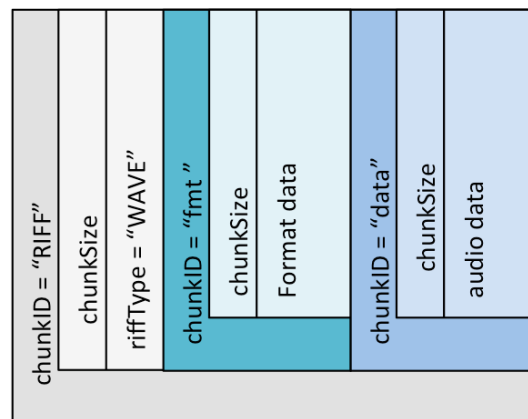 chunkID = “RIFF”
chunkSize
riffType = “WAVE”
chunkID = “fmt ”
chunkSize
Format data
chunkID = “data”
chunkSize
audio data